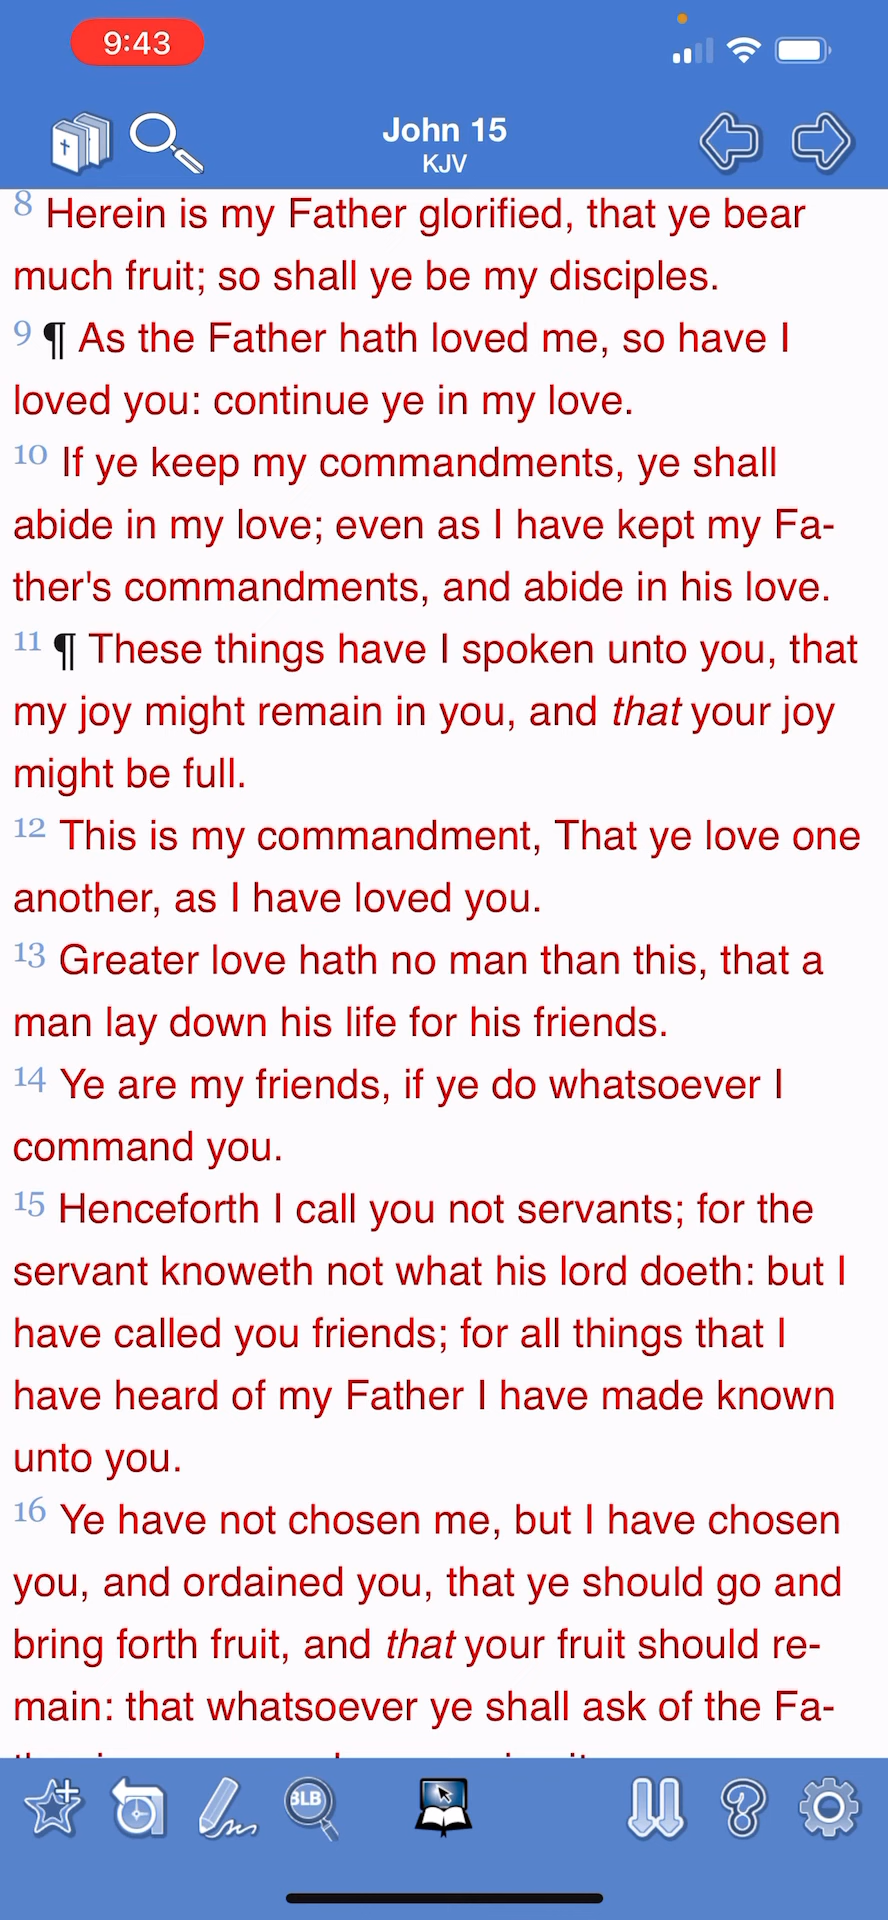 9:43
John 15
KJV
8 Herein is my Father glorified, that ye bear
much fruit; so shall ye be my disciples.
9 ¶ As the Father hath loved me, so have I
loved you: continue ye in my love.
10 If ye keep my commandments, ye shall
abide in my love; even as I have kept my Fa-
ther's commandments, and abide in his love.
11 ¶ These things have I spoken unto you, that
my joy might remain in you, and that your joy
might be full.
12 This is my commandment, That ye love one
another, as I have loved you.
13 Greater love hath no man than this, that a
man lay down his life for his friends.
14 Ye are my friends, if ye do whatsoever I
command you.
15 Henceforth I call you not servants; for the
servant knoweth not what his lord doeth: but I
have called you friends; for all things that I
have heard of my Father I have made known
unto you.
16 Ye have not chosen me, but I have chosen
you, and ordained you, that ye should go and
bring forth fruit, and that your fruit should re-
main: that whatsoever ye shall ask of the Fa-
BLB